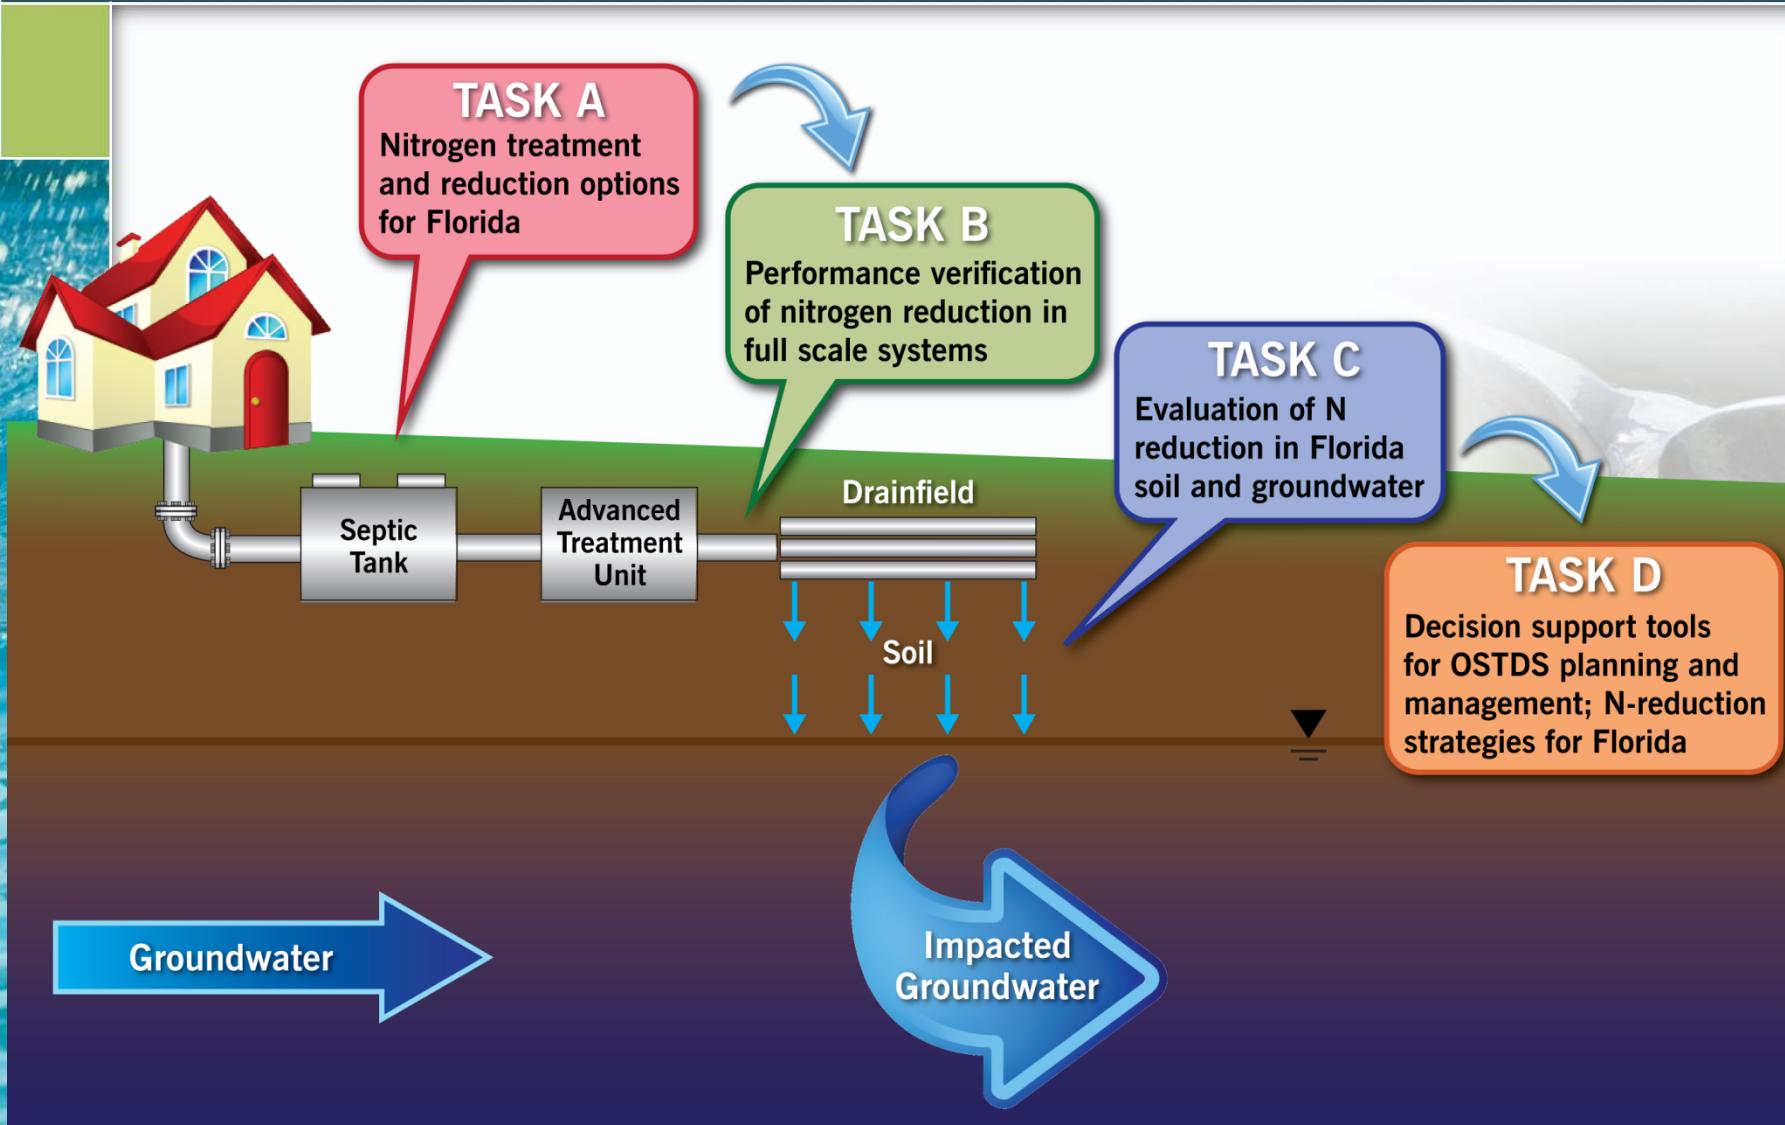 TASK A
Nitrogen treatment
and reduction options
for Florida
TASK B
Performance verification
of nitrogen reduction in
full scale systems
TASK C
Evaluation of N
reduction in Florida
soil and groundwater
TASK D
Decision support tools
for OSTDS planning and
management; N-reduction
strategies for Florida
Septic
Tank
Advanced
Treatment
Unit
Drainfield
Soil
Groundwater
Impacted
Groundwater